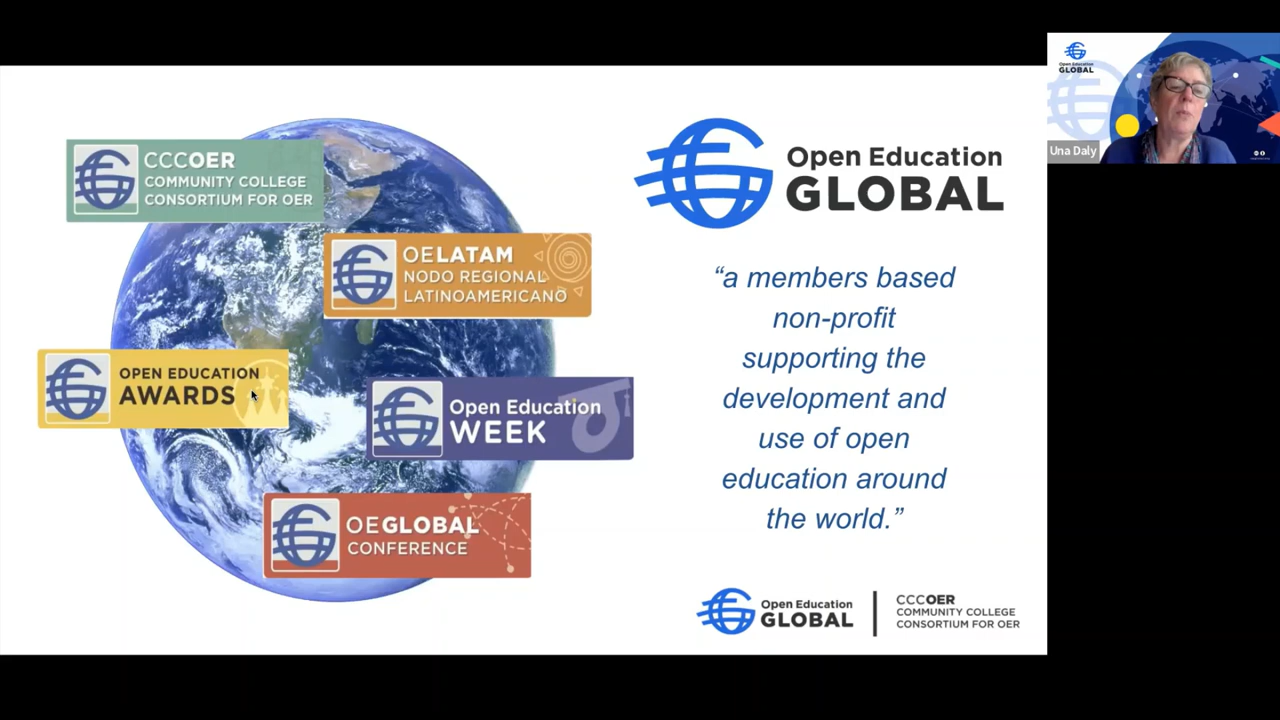 CCCOER
COMMUNITY COLLEGE
CONSORTIUM FOR OER
OELATAM
NODO REGIONAL
LATINOAMERICANO
OPEN EDUCATION
AWARDS
Open Education
WEEK
OEGLOBAL
CONFERENCE
Open Education
GLOBAL
“a members based
non-profit
supporting the
development and
use of open
education around
the world.”
Open Education
GLOBAL
CCCOER
COMMUNITY COLLEGE
CONSORTIUM FOR OER
Open Education
GLOBAL
Una Daly